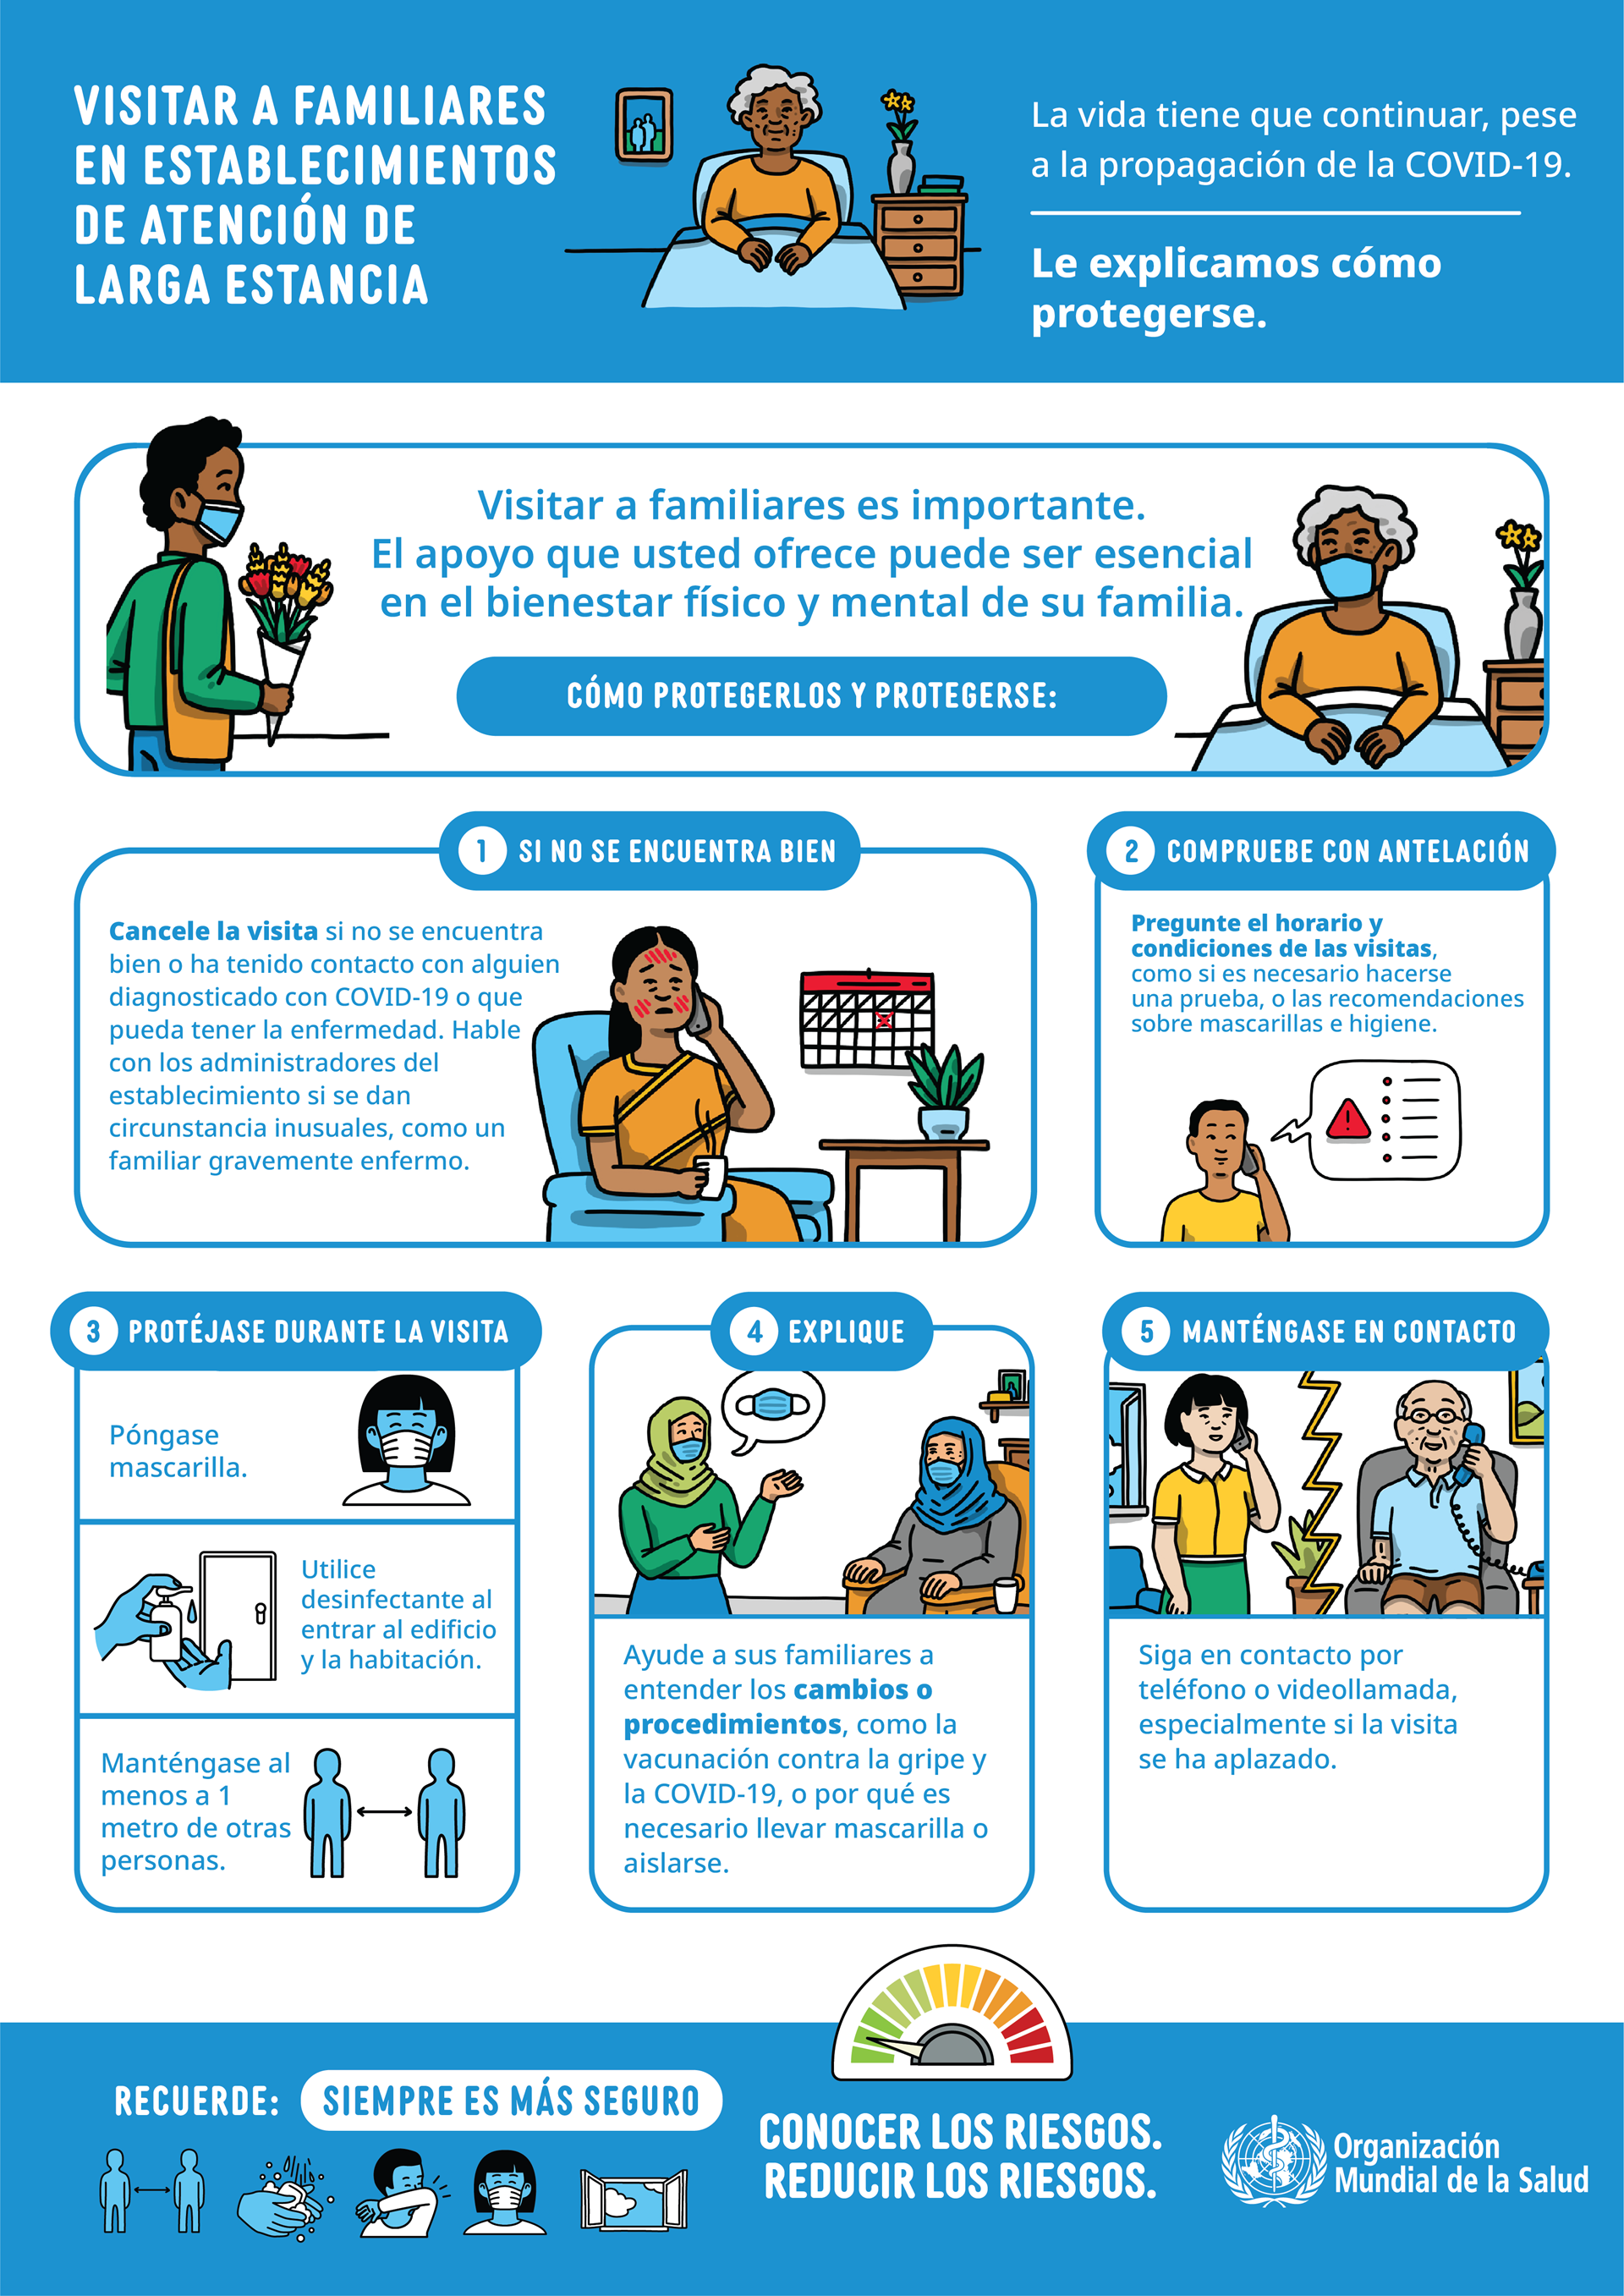 VISITAR A FAMILIARES
EN ESTABLECIMIENTOS
DE ATENCIÓN DE
LARGA ESTANCIA
La vida tiene que continuar, pese
a la propagación de la COVID-19.
Le explicamos cómo
protegerse.
Visitar a familiares es importante.
El apoyo que usted ofrece puede ser esencial
en el bienestar físico y mental de su familia.
CÓMO PROTEGERLOS Y PROTEGERSE:
1 SI NO SE ENCUENTRA BIEN
Cancele la visita si no se encuentra
bien o ha tenido contacto con alguien
diagnosticado con COVID-19 o que
pueda tener la enfermedad. Hable
con los administradores del
establecimiento si se dan
circunstancia inusuales, como un
familiar gravemente enfermo.
2 COMPRUEBE CON ANTELACIÓN
Pregunte el horario y
condiciones de las visitas,
como si es necesario hacerse
una prueba, o las recomendaciones
sobre mascarillas e higiene.
3 PROTÉJASE DURANTE LA VISITA
Póngase
mascarilla.
Utilice
desinfectante al
entrar al edificio
y la habitación.
Manténgase al
menos a 1
metro de otras
personas.
4 EXPLIQUE
Ayude a sus familiares a
entender los cambios o
procedimientos, como la
vacunación contra la gripe y
la COVID-19, o por qué es
necesario llevar mascarilla o
aislarse.
5 MANTÉNGASE EN CONTACTO
Siga en contacto por
teléfono o videollamada,
especialmente si la visita
se ha aplazado.
RECUERDE: SIEMPRE ES MÁS SEGURO
CONOCER LOS RIESGOS.
REDUCIR LOS RIESGOS.
Organización
Mundial de la Salud